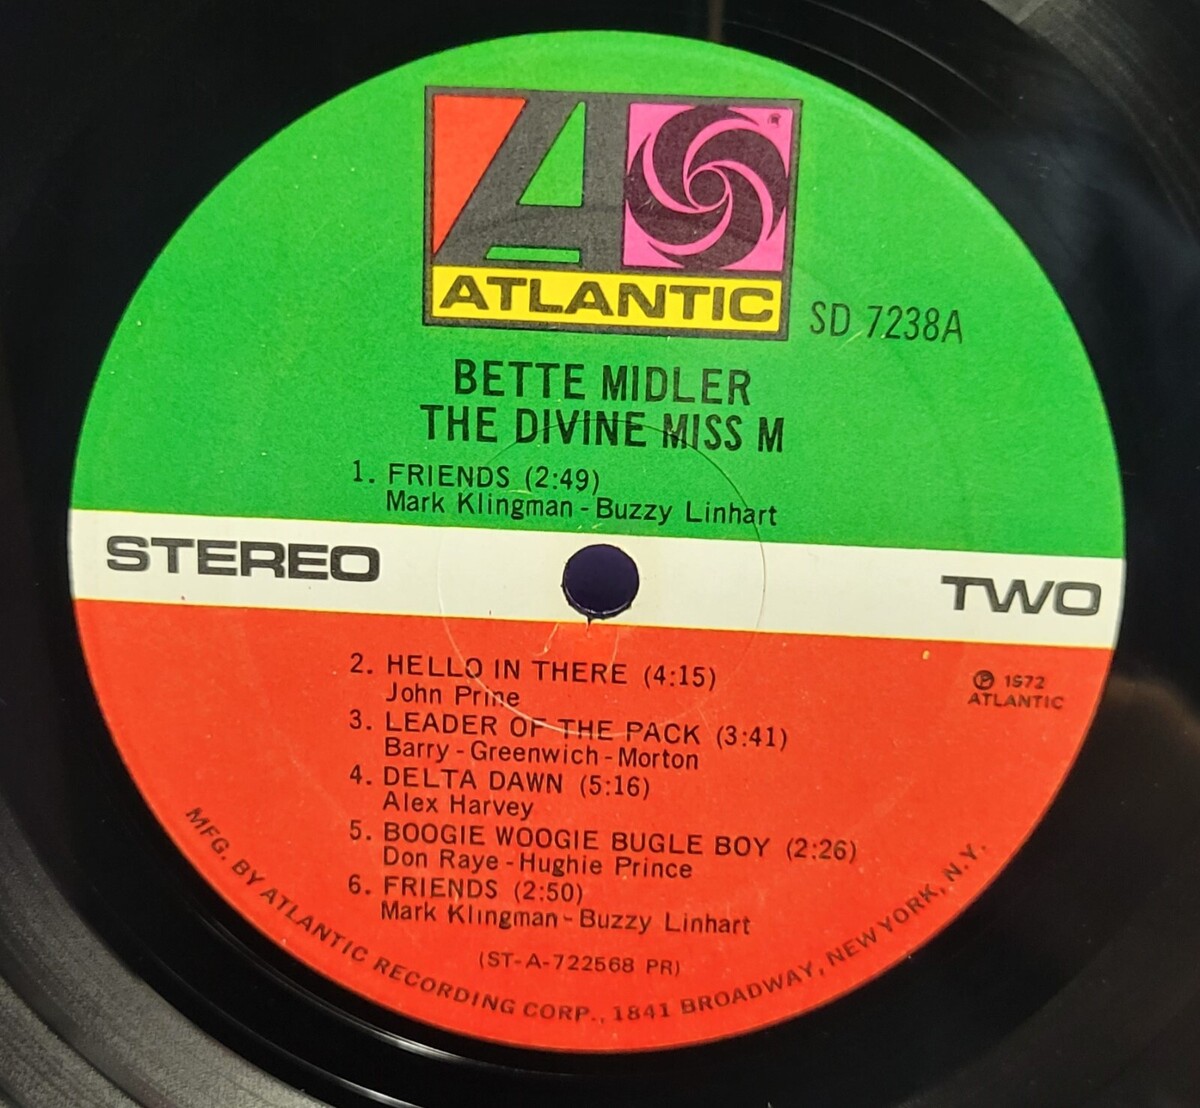 A
®
ATLANTIC
SD 7238A
BETTE MIDLER
THE DIVINE MISS M
1. FRIENDS (2:49)
Mark Klingman - Buzzy Linhart
STEREO
TWO
2. HELLO IN THERE (4:15)
John Prine
℗ 1972
ATLANTIC
3. LEADER OF THE PACK (3:41)
Barry - Greenwich - Morton
4. DELTA DAWN (5:16)
Alex Harvey
5. BOOGIE WOOGIE BUGLE BOY (2:26)
Don Raye - Hughie Prince
6. FRIENDS (2:50)
Mark Klingman - Buzzy Linhart
(ST-A-722568 PR)
MFG. BY ATLANTIC RECORDING CORP., 1841 BROADWAY, NEW YORK, N.Y.